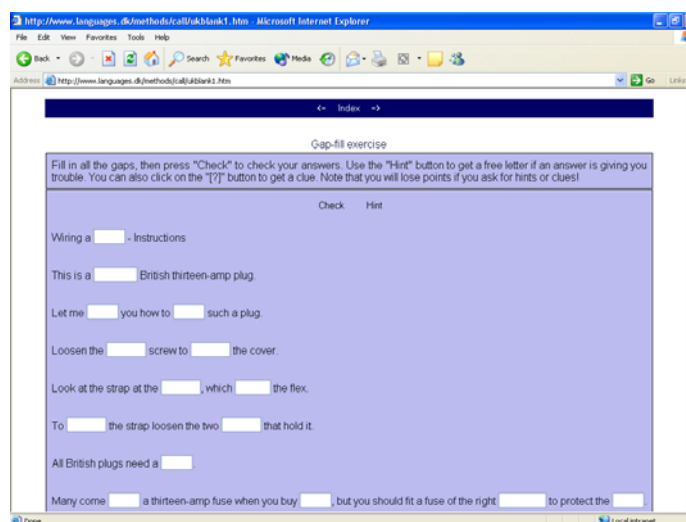 http://www.languages.dk/methods/call/ukblank1.htm - Microsoft Internet Explorer
File Edit View Favorites Tools Help
Back Search Favorites Media
Address http://www.languages.dk/methods/call/ukblank1.htm Go Links
<= Index =>
Gap-fill exercise
Fill in all the gaps, then press "Check" to check your answers. Use the "Hint" button to get a free letter if an answer is giving you
trouble. You can also click on the "[?]" button to get a clue. Note that you will lose points if you ask for hints or clues!
Check Hint
Wiring a - Instructions
This is a British thirteen-amp plug.
Let me you how to such a plug.
Loosen the screw to the cover.
Look at the strap at the , which the flex.
To the strap loosen the two that hold it.
All British plugs need a .
Many come a thirteen-amp fuse when you buy , but you should fit a fuse of the right to protect the .
Done Local intranet